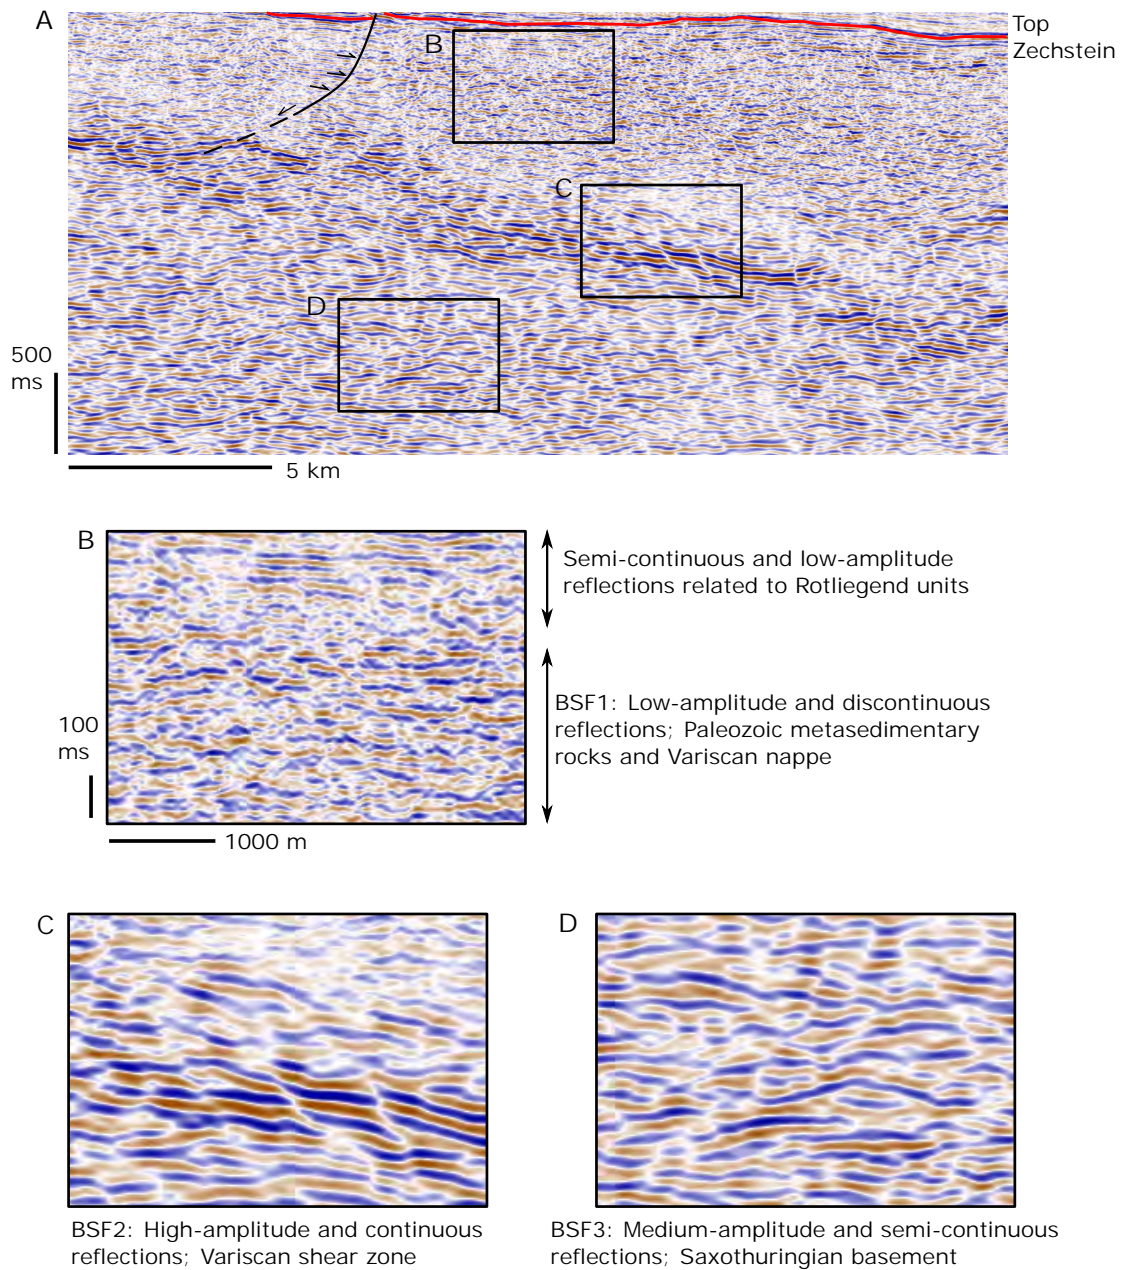 A
Top
Zechstein
B
C
D
500
ms
5 km
B
Semi-continuous and low-amplitude
reflections related to Rotliegend units
BSF1: Low-amplitude and discontinuous
reflections; Paleozoic metasedimentary
rocks and Variscan nappe
100
ms
1000 m
C
D
BSF2: High-amplitude and continuous
reflections; Variscan shear zone
BSF3: Medium-amplitude and semi-continuous
reflections; Saxothuringian basement